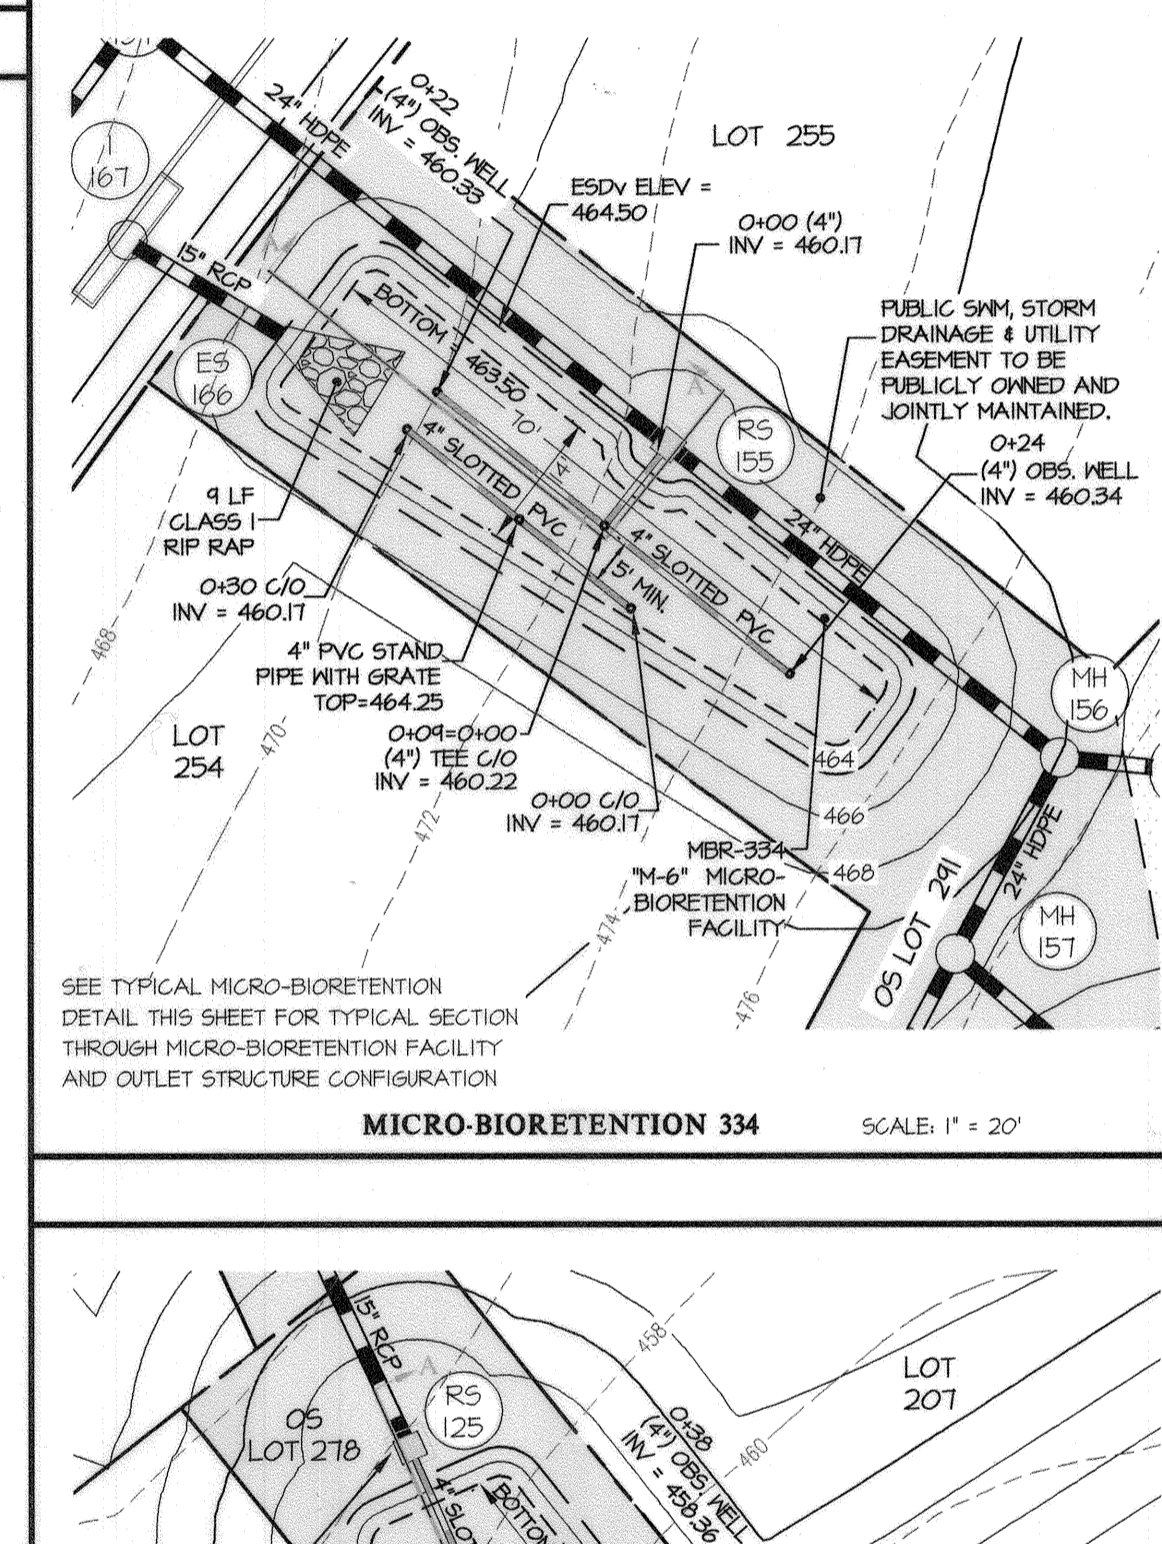 0+22
(4") OBS. WELL
INV = 460.33
24" HDPE
LOT 255
I
167
ESDv ELEV =
464.50
0+00 (4")
INV = 460.17
15" RCP
PUBLIC SWM, STORM
DRAINAGE & UTILITY
EASEMENT TO BE
PUBLICLY OWNED AND
JOINTLY MAINTAINED.
ES
166
BOTTOM = 463.50
70'
14'
A
RS
155
0+24
(4") OBS. WELL
INV = 460.34
4" SLOTTED PVC
9 LF
CLASS I
RIP RAP
24" HDPE
4" SLOTTED PVC
5' MIN.
0+30 C/O
INV = 460.17
4" PVC STAND
PIPE WITH GRATE
TOP=464.25
468
LOT
254
470
0+09=0+00
(4") TEE C/O
INV = 460.22
MH
156
464
0+00 C/O
INV = 460.17
472
466
MBR-334
"M-6" MICRO-
BIORETENTION
FACILITY
468
24" HDPE
OS LOT 291
MH
157
474
476
SEE TYPICAL MICRO-BIORETENTION
DETAIL THIS SHEET FOR TYPICAL SECTION
THROUGH MICRO-BIORETENTION FACILITY
AND OUTLET STRUCTURE CONFIGURATION
MICRO-BIORETENTION 334
SCALE: 1" = 20'
15" RCP
A
RS
125
OS
LOT 278
458
LOT
207
0+38
(4") OBS. WELL
INV = 458.36
460
4" SLOT
BOTTOM